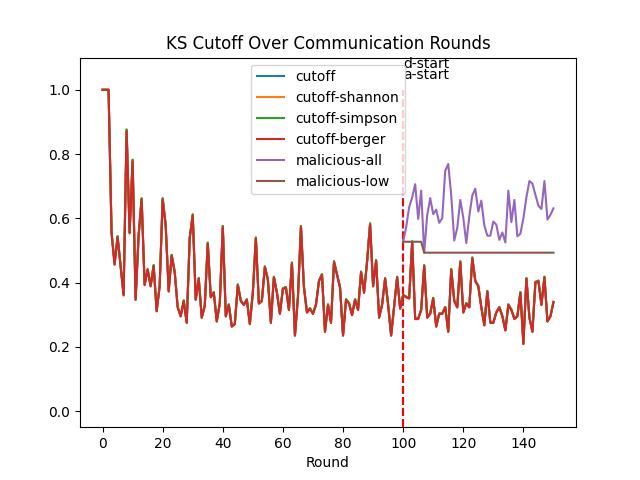 KS Cutoff Over Communication Rounds
d-start
a-start
cutoff
cutoff-shannon
cutoff-simpson
cutoff-berger
malicious-all
malicious-low
1.0
0.8
0.6
0.4
0.2
0.0
0 20 40 60 80 100 120 140
Round